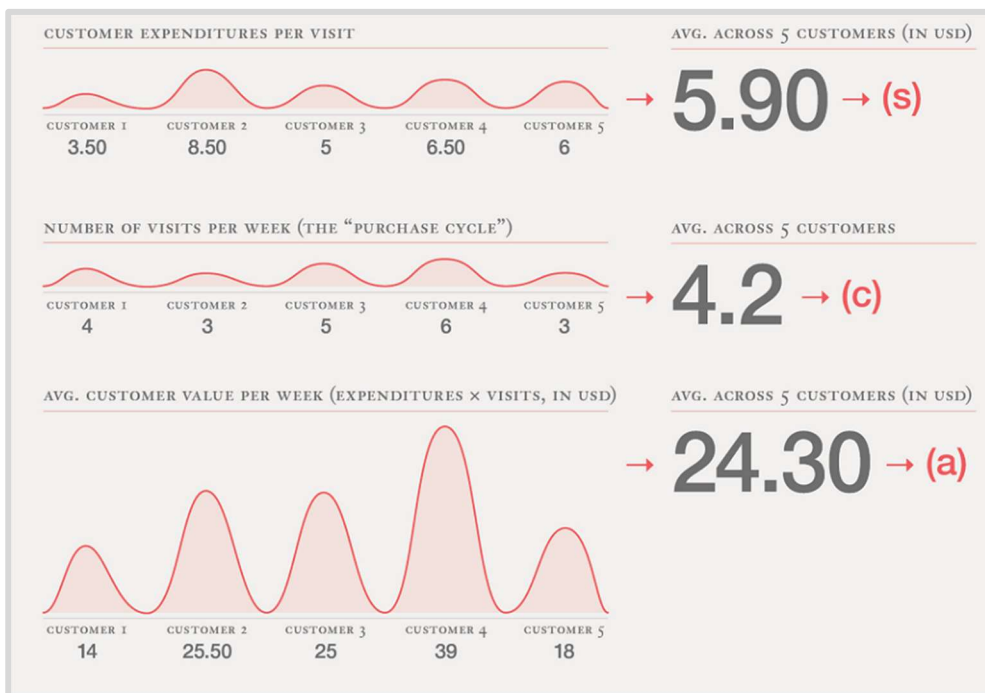 CUSTOMER EXPENDITURES PER VISIT
AVG. ACROSS 5 CUSTOMERS (IN USD)
→ 5.90 → (s)
CUSTOMER 1 CUSTOMER 2 CUSTOMER 3 CUSTOMER 4 CUSTOMER 5
3.50 8.50 5 6.50 6
NUMBER OF VISITS PER WEEK (THE “PURCHASE CYCLE”)
AVG. ACROSS 5 CUSTOMERS
→ 4.2 → (c)
CUSTOMER 1 CUSTOMER 2 CUSTOMER 3 CUSTOMER 4 CUSTOMER 5
4 3 5 6 3
AVG. CUSTOMER VALUE PER WEEK (EXPENDITURES × VISITS, IN USD)
AVG. ACROSS 5 CUSTOMERS (IN USD)
→ 24.30 → (a)
CUSTOMER 1 CUSTOMER 2 CUSTOMER 3 CUSTOMER 4 CUSTOMER 5
14 25.50 25 39 18